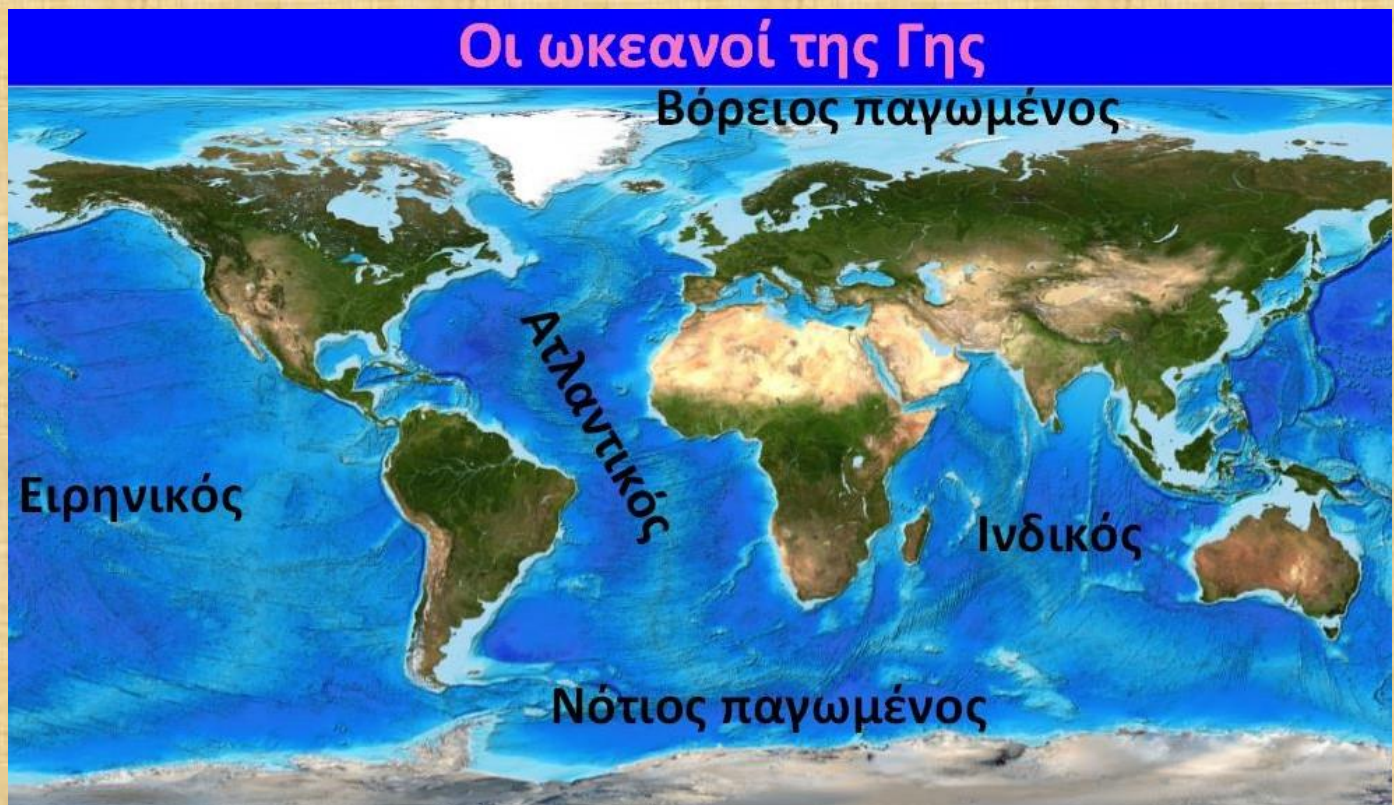 Οι ωκεανοί της Γης
Βόρειος παγωμένος
Ατλαντικός
Ειρηνικός
Ινδικός
Νότιος παγωμένος